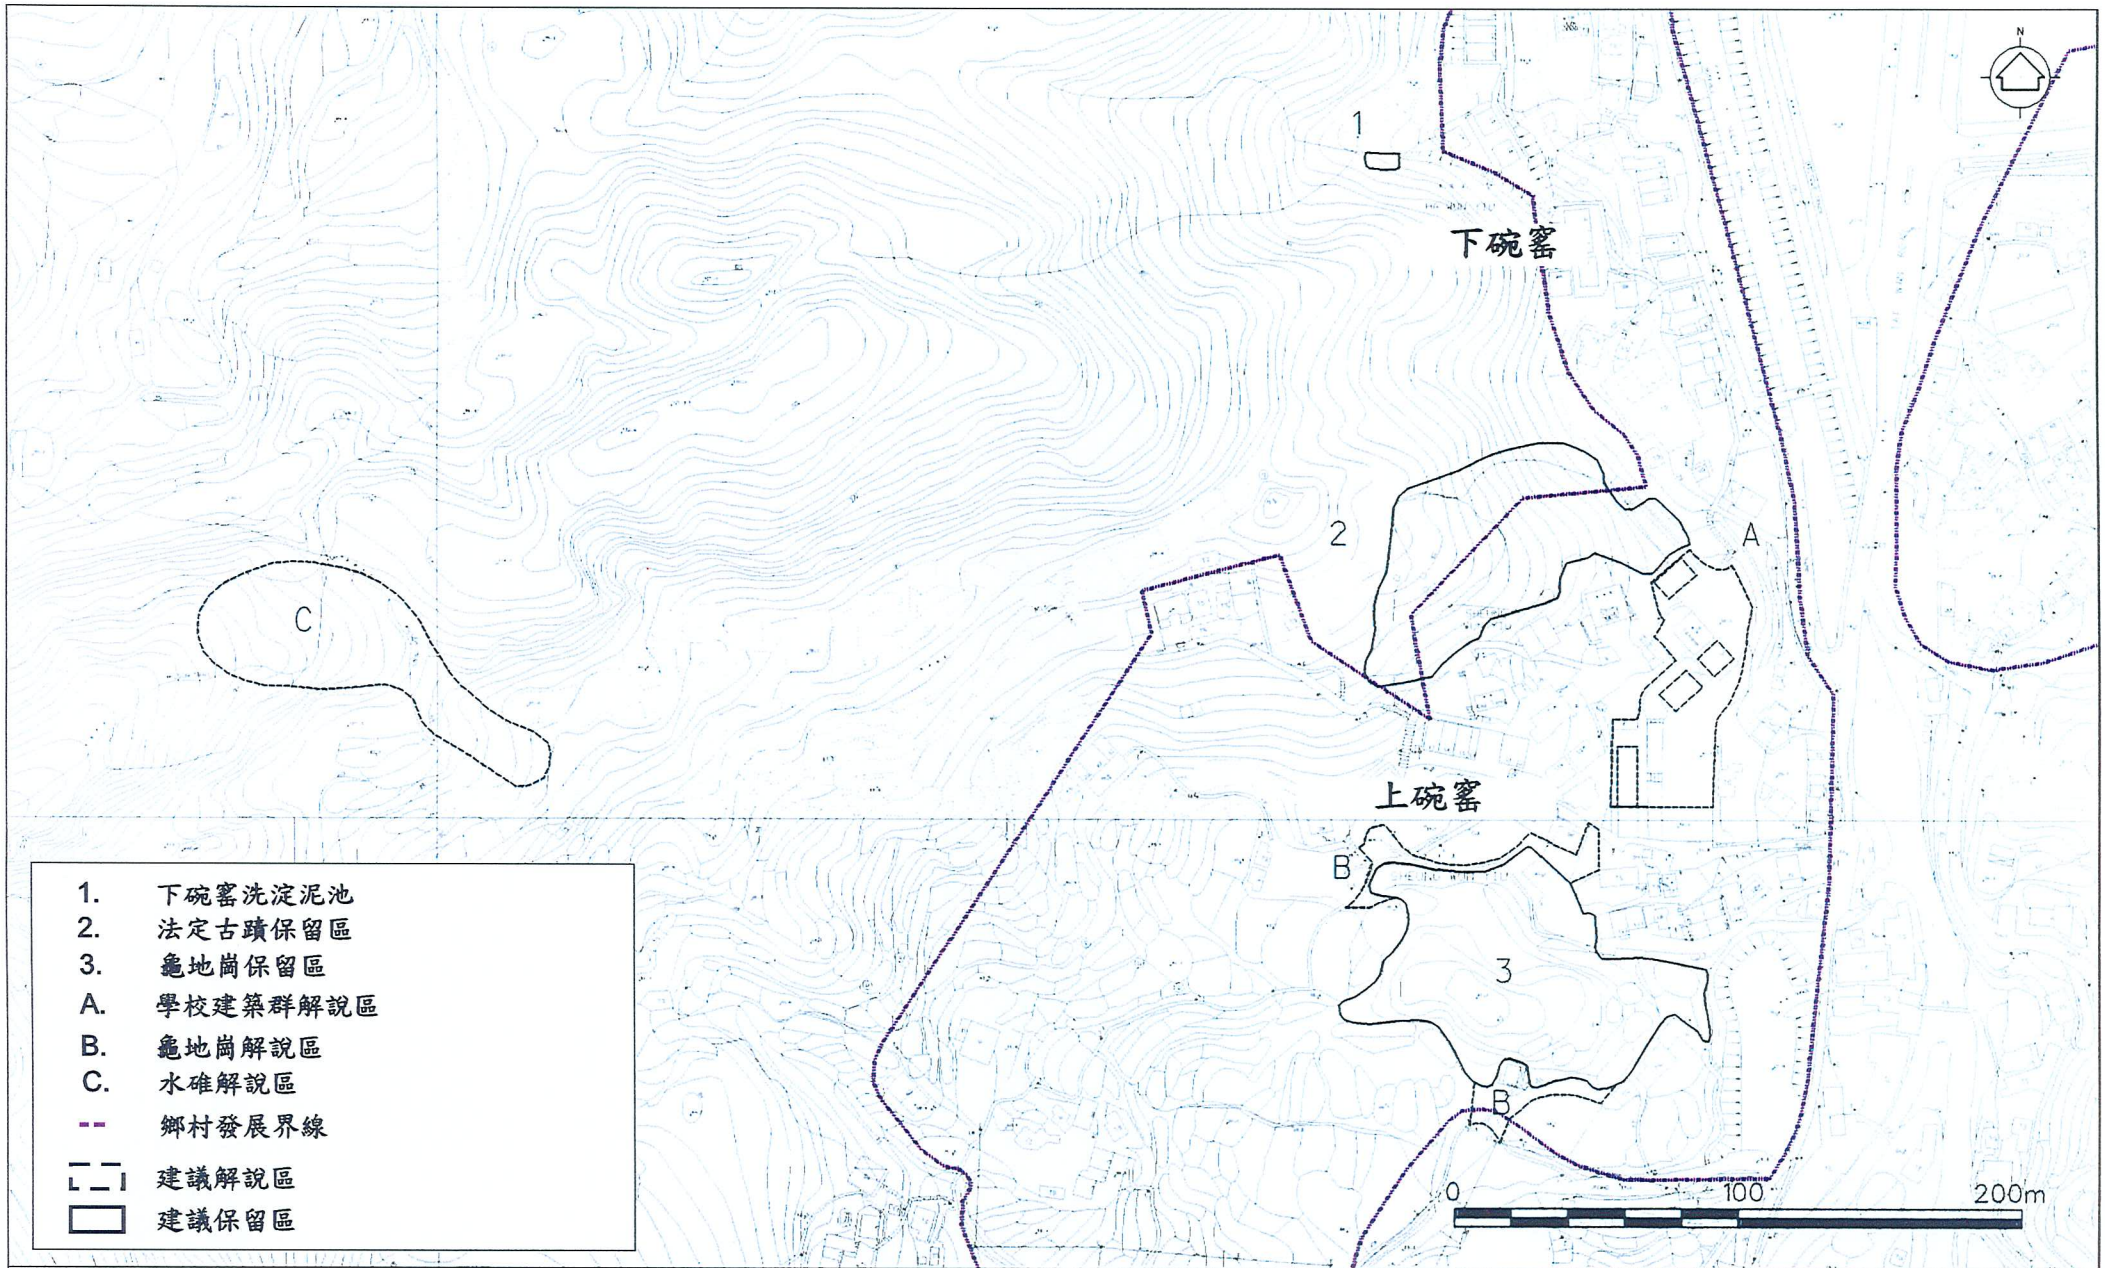 N
1
下碗窰
2
A
C
上碗窰
B
3
B
0 100 200m
1. 下碗窰洗淀泥池
2. 法定古蹟保留區
3. 龜地崗保留區
A. 學校建築群解說區
B. 龜地崗解說區
C. 水碓解說區
鄉村發展界線
建議解說區
建議保留區